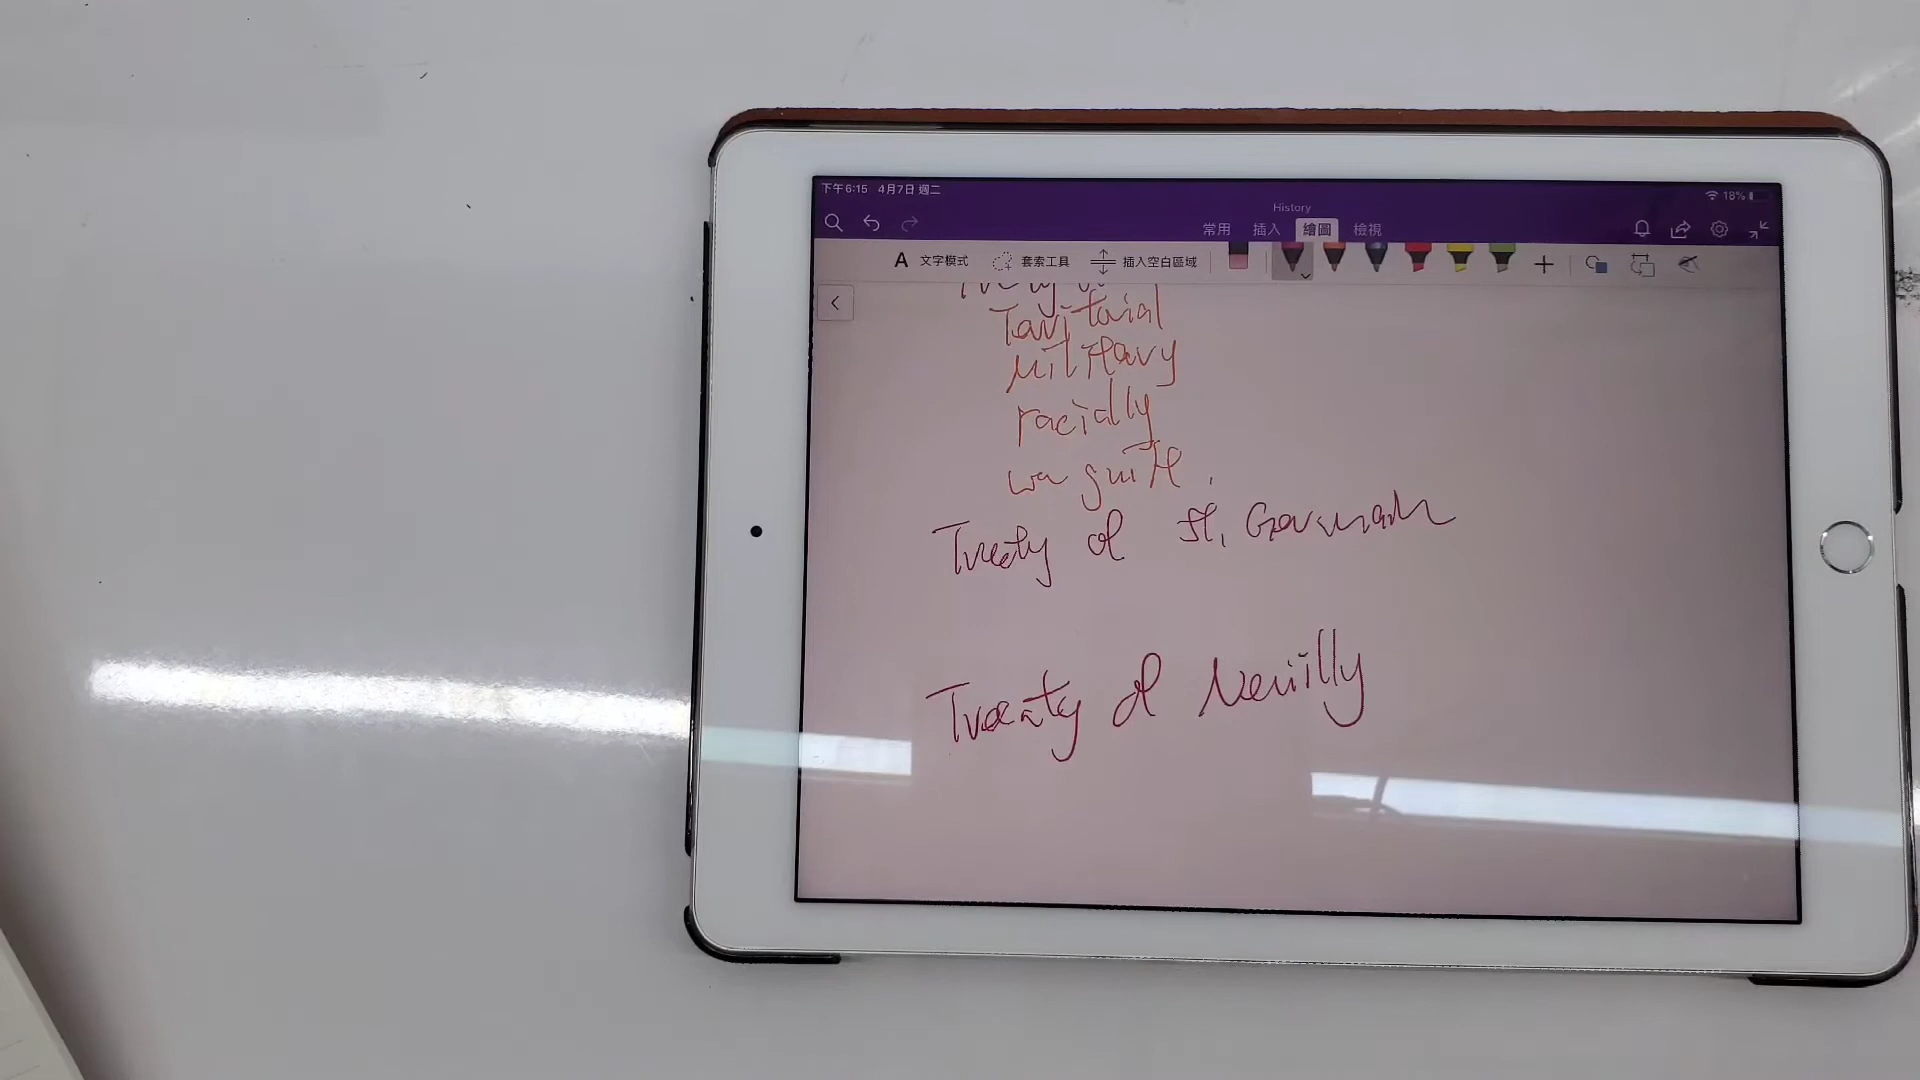 下午6:15 4月7日 週二
18%
History
常用 插入 繪圖 檢視
A 文字模式 套索工具 插入空白區域
Military
racially
Treaty of St. Germain
Treaty of Neuilly